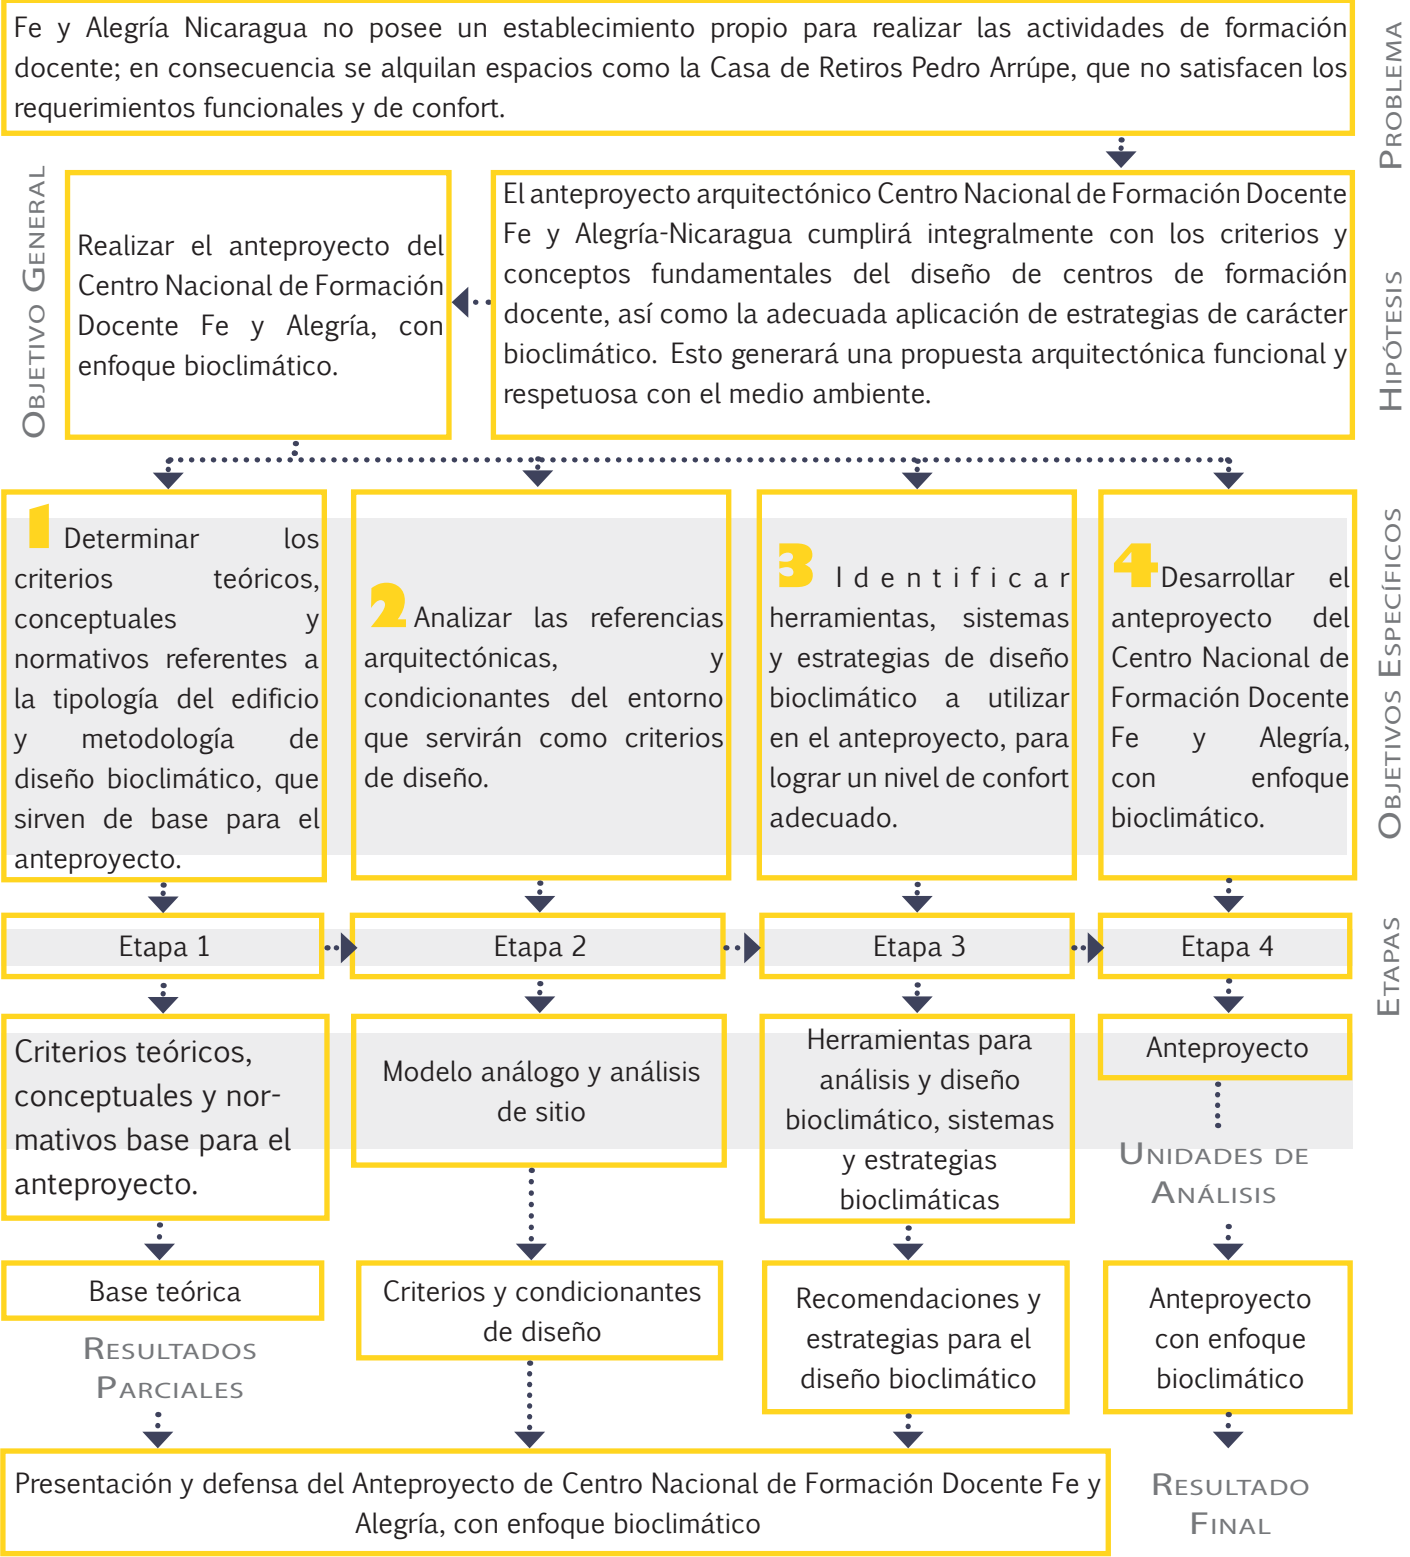 Fe y Alegría Nicaragua no posee un establecimiento propio para realizar las actividades de formación
docente; en consecuencia se alquilan espacios como la Casa de Retiros Pedro Arrúpe, que no satisfacen los
requerimientos funcionales y de confort.
Problema
Objetivo General
Realizar el anteproyecto del
Centro Nacional de Formación
Docente Fe y Alegría, con
enfoque bioclimático.
El anteproyecto arquitectónico Centro Nacional de Formación Docente
Fe y Alegría-Nicaragua cumplirá integralmente con los criterios y
conceptos fundamentales del diseño de centros de formación
docente, así como la adecuada aplicación de estrategias de carácter
bioclimático. Esto generará una propuesta arquitectónica funcional y
respetuosa con el medio ambiente.
Hipótesis
1 Determinar los
criterios teóricos,
conceptuales y
normativos referentes a
la tipología del edificio
y metodología de
diseño bioclimático, que
sirven de base para el
anteproyecto.
2 Analizar las referencias
arquitectónicas, y
condicionantes del entorno
que servirán como criterios
de diseño.
3 Identificar
herramientas, sistemas
y estrategias de diseño
bioclimático a utilizar
en el anteproyecto, para
lograr un nivel de confort
adecuado.
4 Desarrollar el
anteproyecto del
Centro Nacional de
Formación Docente
Fe y Alegría,
con enfoque
bioclimático.
Objetivos Específicos
Etapa 1
Etapa 2
Etapa 3
Etapa 4
Etapas
Criterios teóricos,
conceptuales y nor-
mativos base para el
anteproyecto.
Modelo análogo y análisis
de sitio
Herramientas para
análisis y diseño
bioclimático, sistemas
y estrategias
bioclimáticas
Anteproyecto
Unidades de
Análisis
Base teórica
Criterios y condicionantes
de diseño
Recomendaciones y
estrategias para el
diseño bioclimático
Anteproyecto
con enfoque
bioclimático
Resultados
Parciales
Presentación y defensa del Anteproyecto de Centro Nacional de Formación Docente Fe y
Alegría, con enfoque bioclimático
Resultado
Final